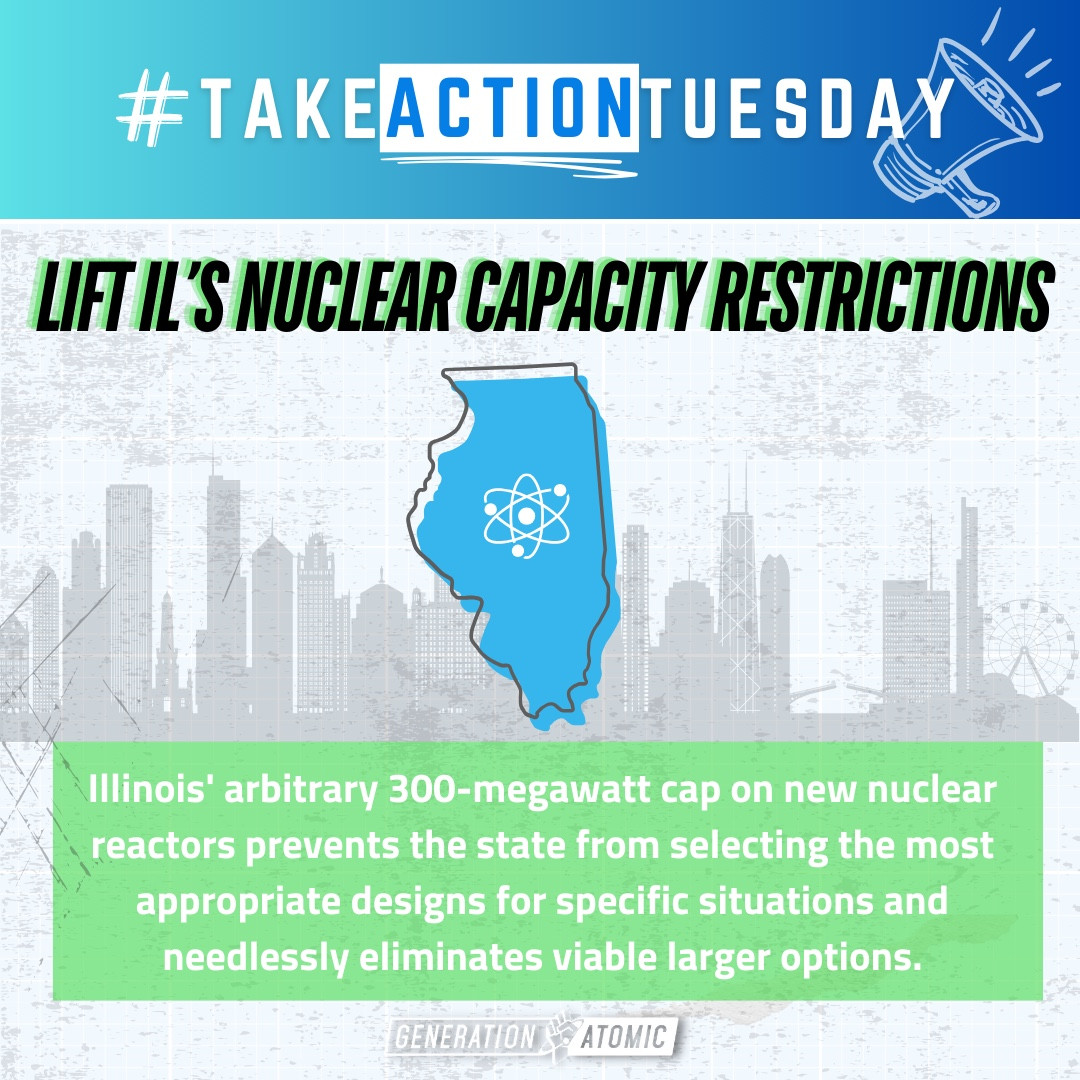 #TAKEACTIONTUESDAY
LIFT IL'S NUCLEAR CAPACITY RESTRICTIONS
Illinois' arbitrary 300-megawatt cap on new nuclear
reactors prevents the state from selecting the most
appropriate designs for specific situations and
needlessly eliminates viable larger options.
GENERATION ATOMIC